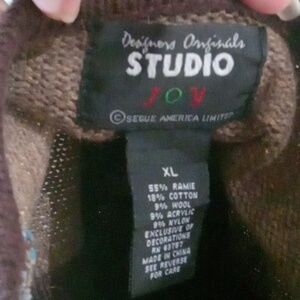 Designers Originals
STUDIO
JOY
©SEGUE AMERICA LIMITED
XL
55% RAMIE
18% COTTON
9% WOOL
9% ACRYLIC
9% NYLON
EXCLUSIVE OF
DECORATIONS
RN 63767
MADE IN CHINA
SEE REVERSE
FOR CARE